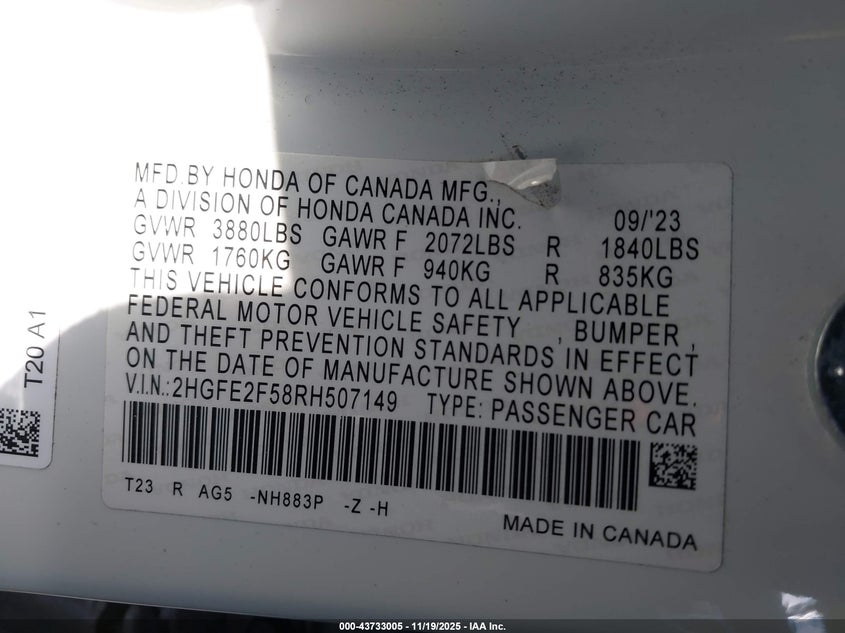 MFD.BY HONDA OF CANADA MFG.,
A DIVISION OF HONDA CANADA INC. 09/'23
GVWR 3880LBS GAWR F 2072LBS R 1840LBS
GVWR 1760KG GAWR F 940KG R 835KG
THIS VEHICLE CONFORMS TO ALL APPLICABLE
FEDERAL MOTOR VEHICLE SAFETY , BUMPER ,
AND THEFT PREVENTION STANDARDS IN EFFECT
ON THE DATE OF MANUFACTURE SHOWN ABOVE.
V.I.N.:2HGFE2F58RH507149 TYPE: PASSENGER CAR
T23 R AG5 -NH883P -Z -H
MADE IN CANADA
T20 A1
000-43733005 - 11/19/2025 - IAA Inc.